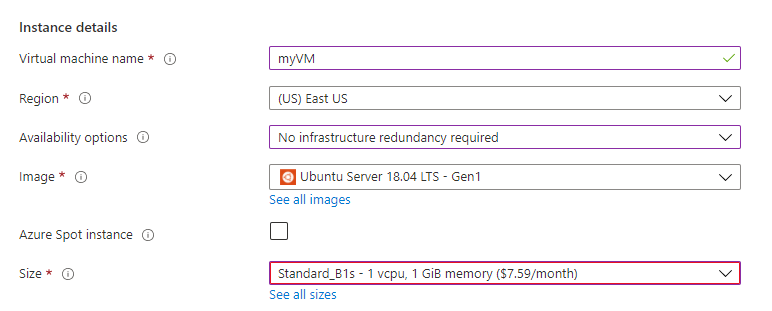 Instance details
Virtual machine name * myVM
Region * (US) East US
Availability options No infrastructure redundancy required
Image * Ubuntu Server 18.04 LTS - Gen1
See all images
Azure Spot instance
Size * Standard_B1s - 1 vcpu, 1 GiB memory ($7.59/month)
See all sizes